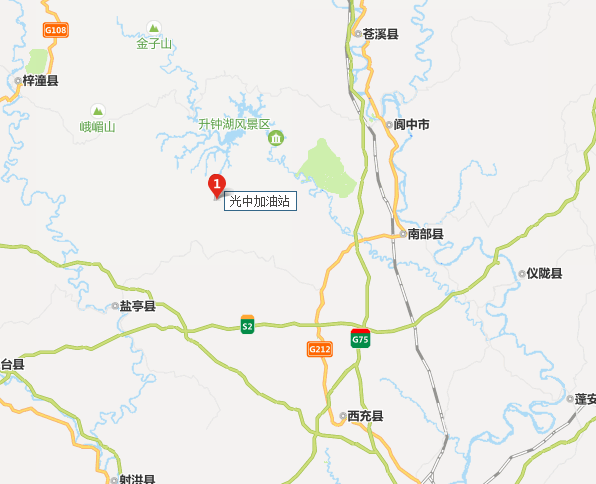 G108
金子山
苍溪县
梓潼县
峨嵋山
升钟湖风景区
阆中市
1
光中加油站
南部县
仪陇县
盐亭县
S2
G75
G212
台县
蓬安
西充县
射洪县